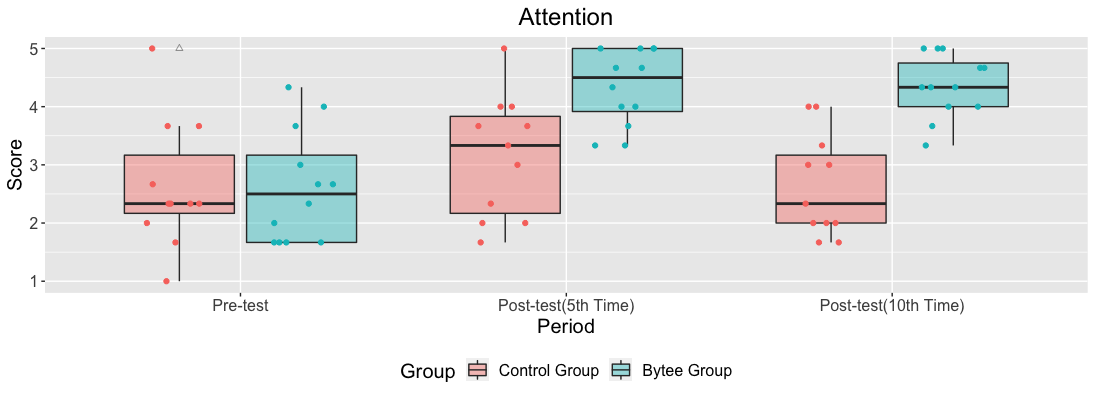 Attention
Score
5
4
3
2
1
Pre-test
Post-test(5th Time)
Post-test(10th Time)
Period
Group
Control Group
Bytee Group